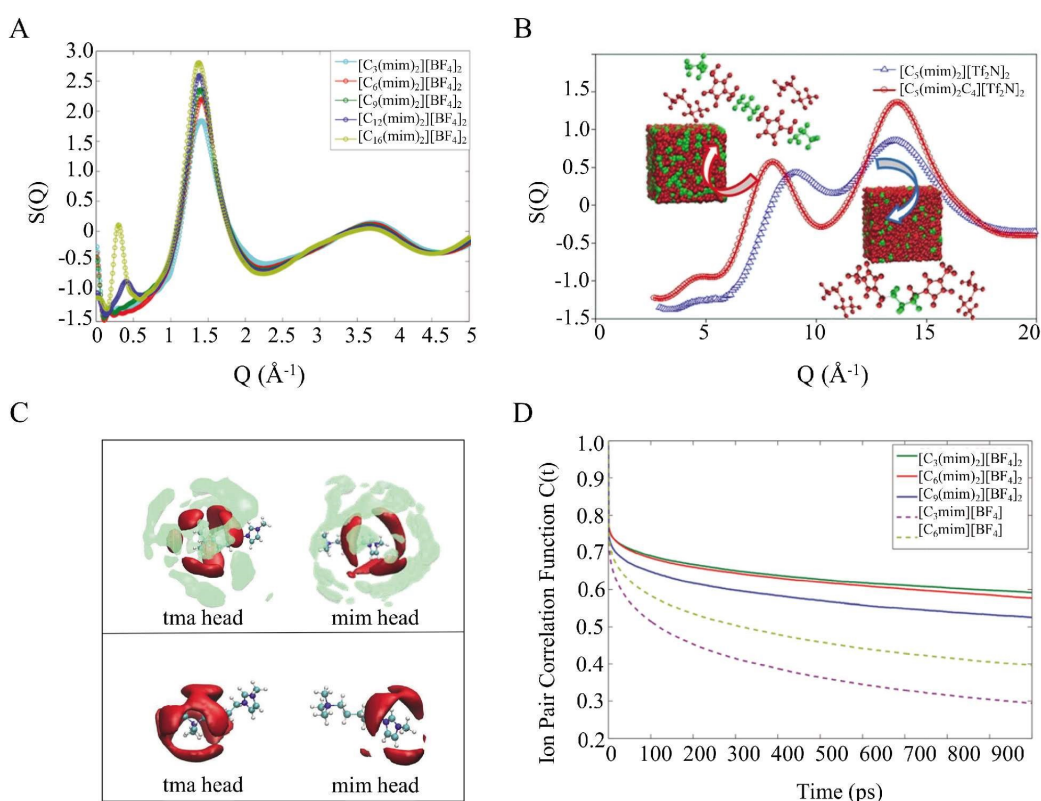 A
3.0
2.5
2.0
1.5
1.0
0.5
0
-0.5
-1.0
-1.5
S(Q)
0
0.5
1
1.5
2
2.5
3
3.5
4
4.5
5
Q (Å-1)
[C3(mim)2][BF4]2
[C6(mim)2][BF4]2
[C9(mim)2][BF4]2
[C12(mim)2][BF4]2
[C16(mim)2][BF4]2
B
1.5
1.0
0.5
0
-0.5
-1.0
-1.5
S(Q)
0
5
10
15
20
Q (Å-1)
[C5(mim)2][Tf2N]2
[C5(mim)2C4][Tf2N]2
C
tma head
mim head
tma head
mim head
D
1.0
0.9
0.8
0.7
0.6
0.5
0.4
0.3
0.2
Ion Pair Correlation Function C(t)
0
100
200
300
400
500
600
700
800
900
Time (ps)
[C3(mim)2][BF4]2
[C6(mim)2][BF4]2
[C9(mim)2][BF4]2
[C3mim][BF4]
[C6mim][BF4]